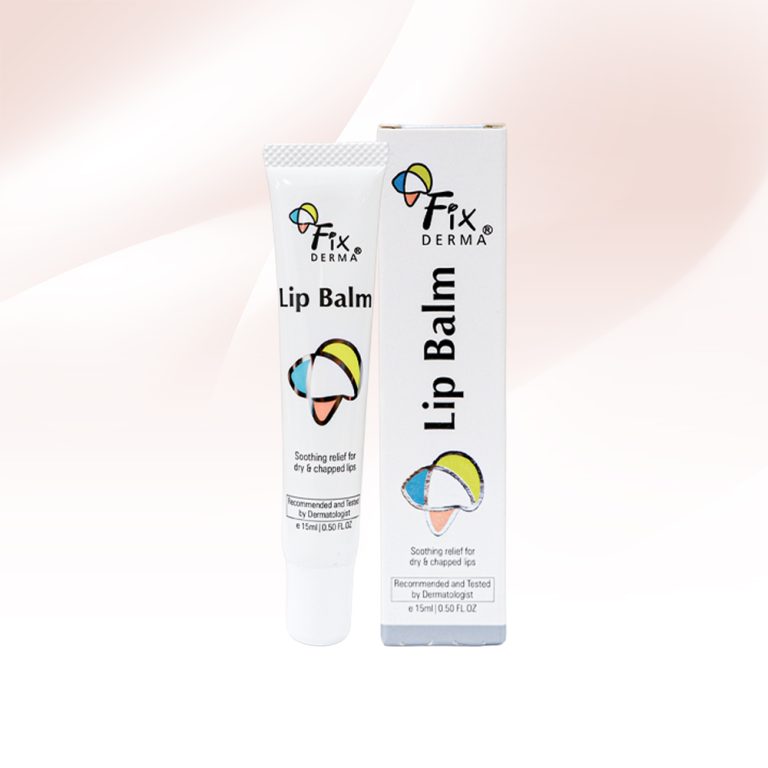 Fix
DERMA®
Lip Balm
Soothing relief for
dry & chapped lips
Recommended and Tested
by Dermatologist
e 15ml | 0.50 FL.OZ
Fix
DERMA®
Lip Balm
Soothing relief for
dry & chapped lips
Recommended and Tested
by Dermatologist
e 15ml | 0.50 FL.OZ